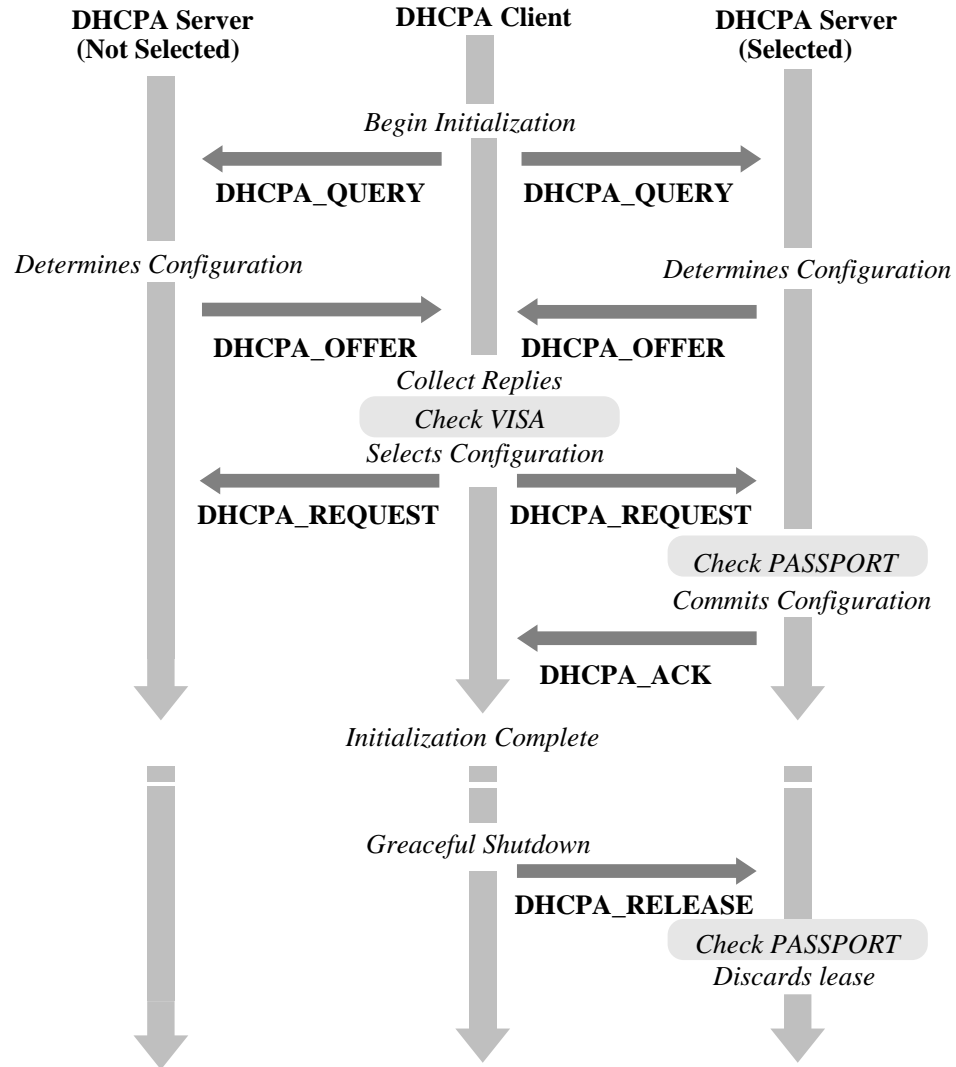 DHCPA Server
(Not Selected)
DHCPA Client
DHCPA Server
(Selected)
Begin Initialization
DHCPA_QUERY
DHCPA_QUERY
Determines Configuration
Determines Configuration
DHCPA_OFFER
DHCPA_OFFER
Collect Replies
Check VISA
Selects Configuration
DHCPA_REQUEST
DHCPA_REQUEST
Check PASSPORT
Commits Configuration
DHCPA_ACK
Initialization Complete
Greaceful Shutdown
DHCPA_RELEASE
Check PASSPORT
Discards lease